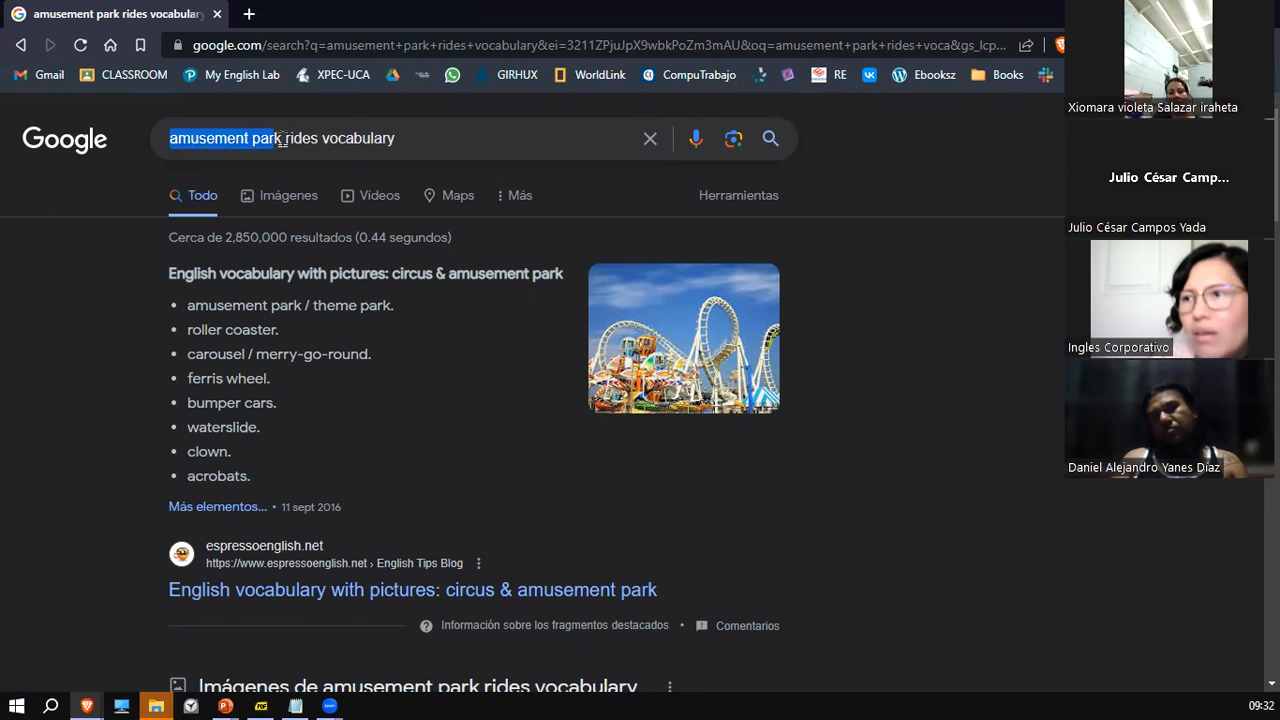 amusement park rides vocabulary
google.com/search?q=amusement+park+rides+vocabulary&ei=3211ZPjuJpX9wbkPoZm3mAU&oq=amusement+park+rides+voca&gs_lcp...
Gmail CLASSROOM My English Lab XPEC-UCA GIRHUX WorldLink CompuTrabajo RE Ebooksz Books
Google
amusement park rides vocabulary
Todo Imágenes Vídeos Maps Más Herramientas
Cerca de 2,850,000 resultados (0.44 segundos)
English vocabulary with pictures: circus & amusement park
amusement park / theme park.
roller coaster.
carousel / merry-go-round.
ferris wheel.
bumper cars.
waterslide.
clown.
acrobats.
Más elementos... • 11 sept 2016
espressoenglish.net
https://www.espressoenglish.net › English Tips Blog
English vocabulary with pictures: circus & amusement park
Información sobre los fragmentos destacados • Comentarios
Imágenes de amusement park rides vocabulary
Xiomara violeta Salazar iraheta
Julio César Camp...
Julio César Campos Yada
Ingles Corporativo
Daniel Alejandro Yanes Díaz
09:32